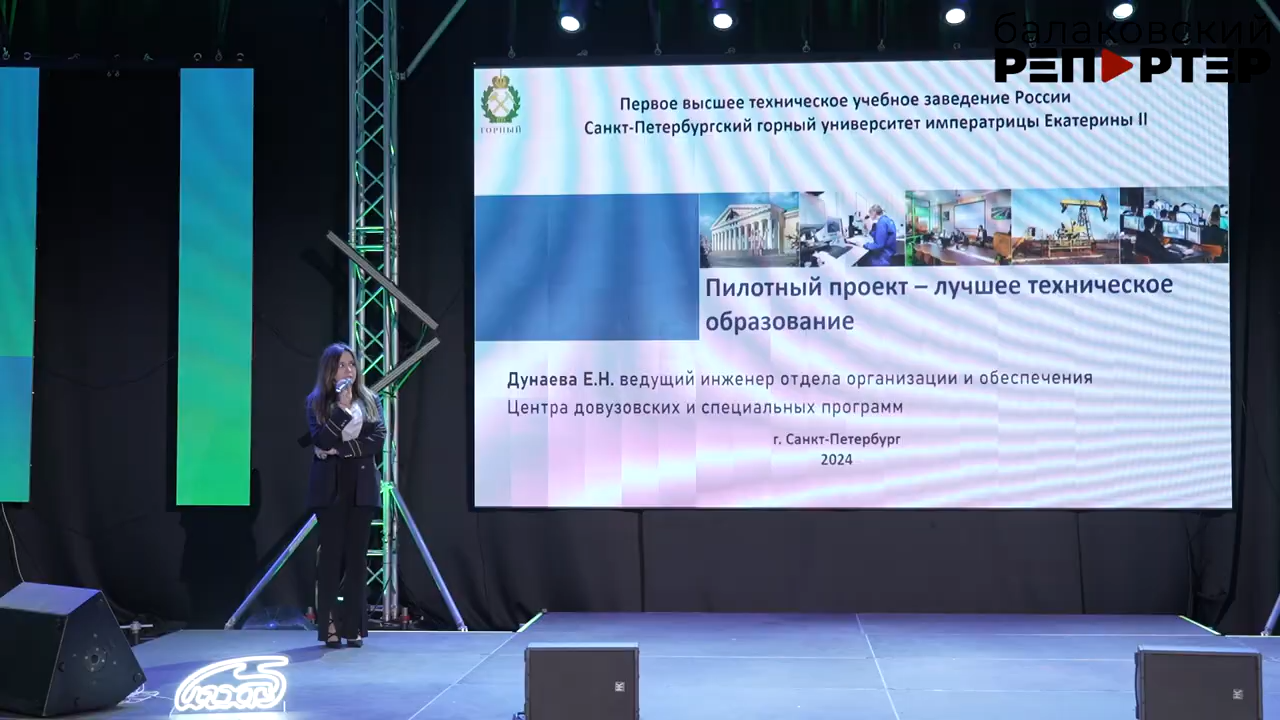 балаковский
РЕПОРТЕР
ГОРНЫЙ
Первое высшее техническое учебное заведение России
Санкт-Петербургский горный университет императрицы Екатерины II
Пилотный проект – лучшее техническое
образование
Дунаева Е.Н. ведущий инженер отдела организации и обеспечения
Центра довузовских и специальных программ
г. Санкт-Петербург
2024